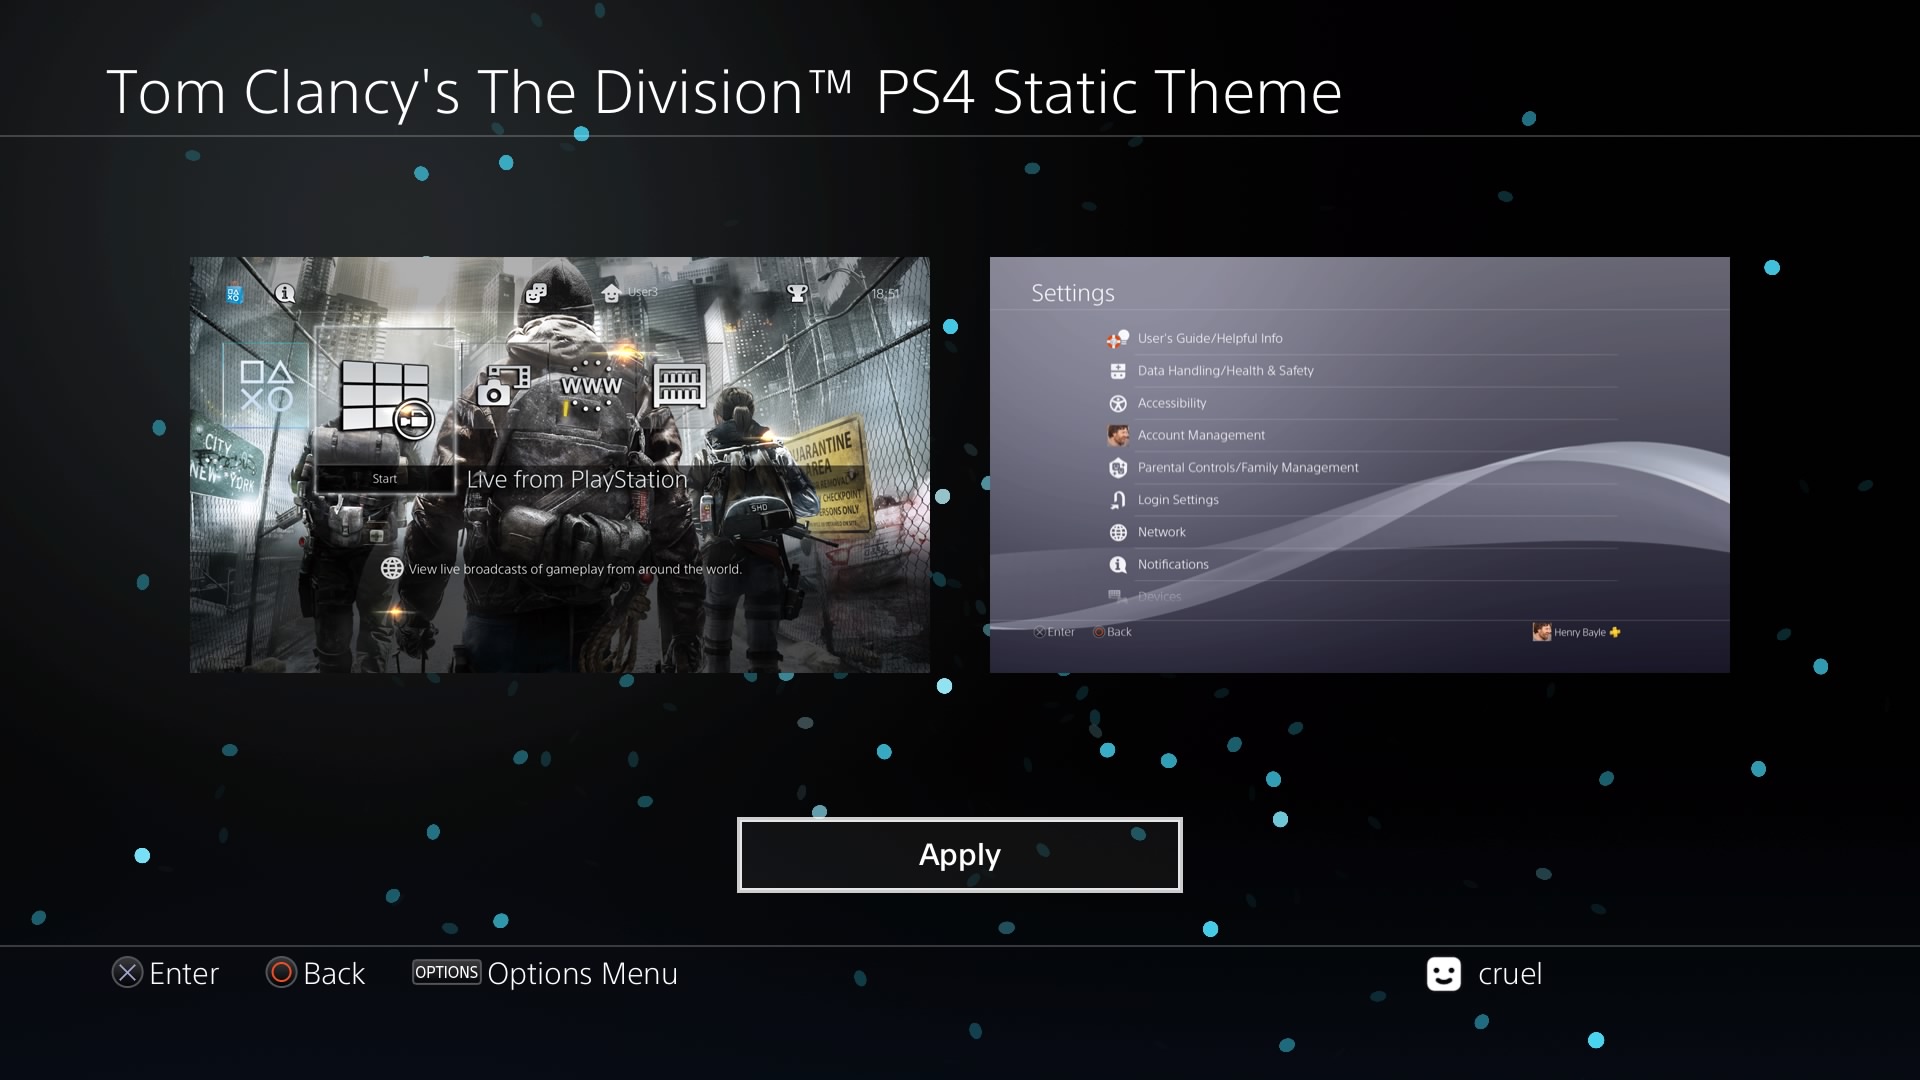 Tom Clancy's The Division™ PS4 Static Theme
User3
18:51
WWW
Start
Live from PlayStation
View live broadcasts of gameplay from around the world.
CITY
NEW YORK
SHD
QUARANTINE
AREA
CHECKPOINT
PERSONS ONLY
Settings
User's Guide/Helpful Info
Data Handling/Health & Safety
Accessibility
Account Management
Parental Controls/Family Management
Login Settings
Network
Notifications
Devices
Enter
Back
Henry Bayle
Apply
Enter
Back
OPTIONS Options Menu
cruel